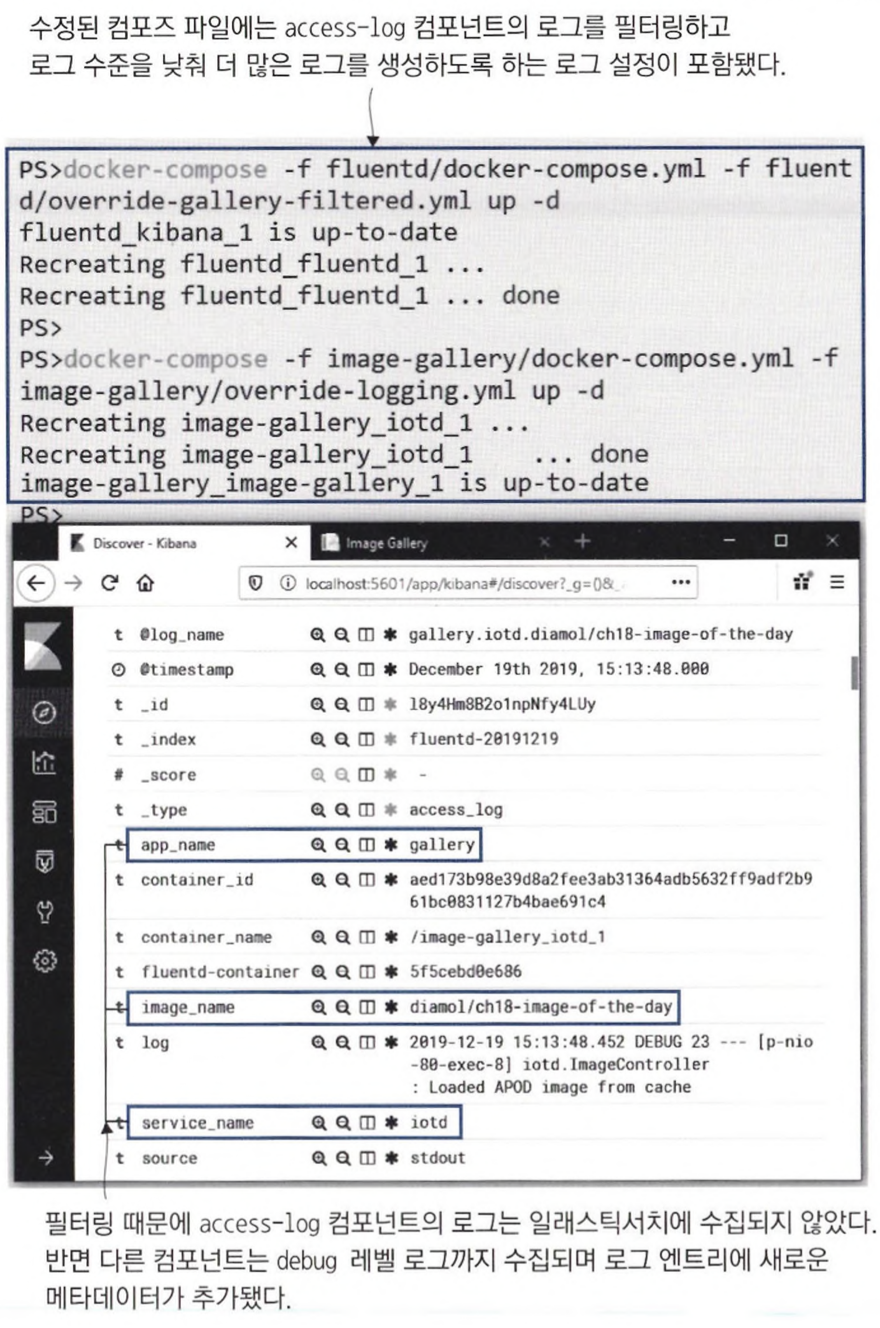 수정된 컴포즈 파일에는 access-log 컴포넌트의 로그를 필터링하고
로그 수준을 낮춰 더 많은 로그를 생성하도록 하는 로그 설정이 포함됐다.
PS>docker-compose -f fluentd/docker-compose.yml -f fluent
d/override-gallery-filtered.yml up -d
fluentd_kibana_1 is up-to-date
Recreating fluentd_fluentd_1 ...
Recreating fluentd_fluentd_1 ... done
PS>
PS>docker-compose -f image-gallery/docker-compose.yml -f
image-gallery/override-logging.yml up -d
Recreating image-gallery_iotd_1 ...
Recreating image-gallery_iotd_1 ... done
image-gallery_image-gallery_1 is up-to-date
PS>
Discover - Kibana Image Gallery
localhost:5601/app/kibana#/discover?_g=()&_
t @log_name gallery.iotd.diamol/ch18-image-of-the-day
@timestamp December 19th 2019, 15:13:48.000
t _id l8y4Hm8B2o1npNfy4LUy
t _index fluentd-20191219
# _score -
t _type access_log
t app_name gallery
t container_id aed173b98e39d8a2fee3ab31364adb5632ff9adf2b9
61bc0831127b4bae691c4
t container_name /image-gallery_iotd_1
t fluentd-container 5f5cebd0e686
t image_name diamol/ch18-image-of-the-day
t log 2019-12-19 15:13:48.452 DEBUG 23 --- [p-nio
-80-exec-8] iotd.ImageController
: Loaded APOD image from cache
t service_name iotd
t source stdout
필터링 때문에 access-log 컴포넌트의 로그는 일래스틱서치에 수집되지 않았다.
반면 다른 컴포넌트는 debug 레벨 로그까지 수집되며 로그 엔트리에 새로운
메타데이터가 추가됐다.